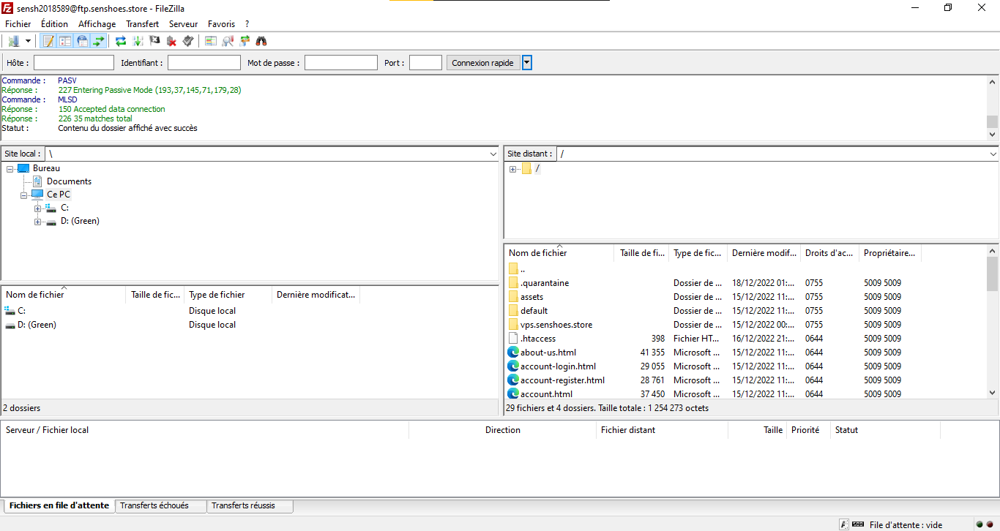 sensh2018589@ftp.senshoes.store - FileZilla
Fichier Édition Affichage Transfert Serveur Favoris ?
Hôte : Identifiant : Mot de passe : Port : Connexion rapide
Commande : PASV
Réponse : 227 Entering Passive Mode (193,37,145,71,179,28)
Commande : MLSD
Réponse : 150 Accepted data connection
Réponse : 226 35 matches total
Statut : Contenu du dossier affiché avec succès
Site local : \
Bureau
Documents
Ce PC
C:
D: (Green)
Nom de fichier Taille de fic... Type de fichier Dernière modificat...
C: Disque local
D: (Green) Disque local
2 dossiers
Site distant : /
/
Nom de fichier Taille de fi... Type de fic... Dernière modif... Droits d'ac... Propriétaire...
..
.quarantaine Dossier de ... 18/12/2022 01:... 0755 5009 5009
assets Dossier de ... 15/12/2022 11:... 0755 5009 5009
default Dossier de ... 15/12/2022 11:... 0755 5009 5009
vps.senshoes.store Dossier de ... 15/12/2022 00:... 0755 5009 5009
.htaccess 398 Fichier HT... 16/12/2022 21:... 0644 5009 5009
about-us.html 41 355 Microsoft ... 15/12/2022 11:... 0644 5009 5009
account-login.html 29 055 Microsoft ... 15/12/2022 11:... 0644 5009 5009
account-register.html 28 761 Microsoft ... 15/12/2022 11:... 0644 5009 5009
account.html 37 450 Microsoft ... 15/12/2022 11:... 0644 5009 5009
29 fichiers et 4 dossiers. Taille totale : 1 254 273 octets
Serveur / Fichier local Direction Fichier distant Taille Priorité Statut
Fichiers en file d'attente Transferts échoués Transferts réussis
File d'attente : vide